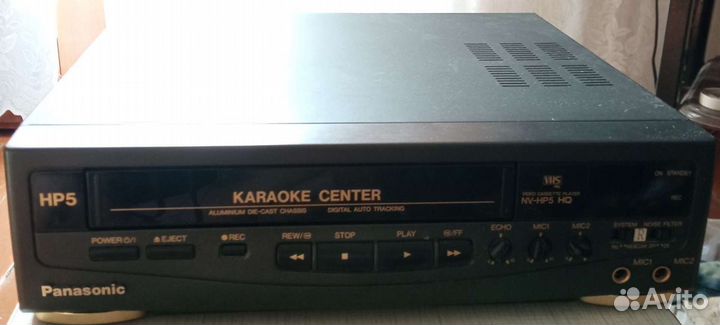 HP5
KARAOKE CENTER
ALUMINIUM DIE-CAST CHASSIS DIGITAL AUTO TRACKING
VHS
VIDEO CASSETTE PLAYER
NV-HP5 HQ
ON STANDBY
REC
POWER ⏻/I
⏏EJECT
●REC
REW/
STOP
PLAY
/FF
◀◀
■
▶
▶▶
ECHO
MIC1
MIC2
SYSTEM NOISE FILTER
MIC1 MIC2
Panasonic
Avito